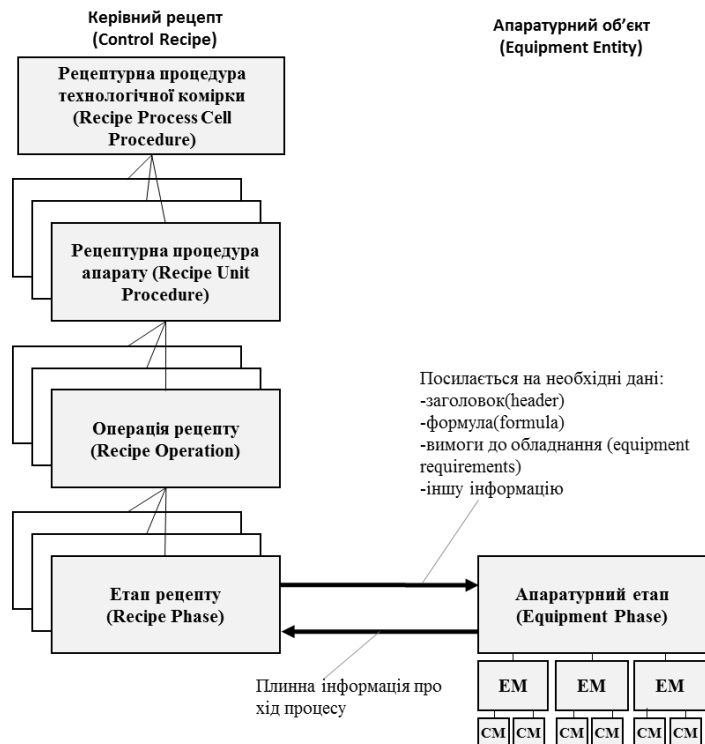 Керівний рецепт
(Control Recipe)
Апаратурний об’єкт
(Equipment Entity)
Рецептурна процедура
технологічної комірки
(Recipe Process Cell
Procedure)
Рецептурна процедура
апарату (Recipe Unit
Procedure)
Операція рецепту
(Recipe Operation)
Посилається на необхідні дані:
-заголовок(header)
-формула(formula)
-вимоги до обладнання (equipment
requirements)
-іншу інформацію
Етап рецепту
(Recipe Phase)
Апаратурний етап
(Equipment Phase)
Плинна інформація про
хід процесу
EM
EM
EM
CM
CM
CM
CM
CM
CM